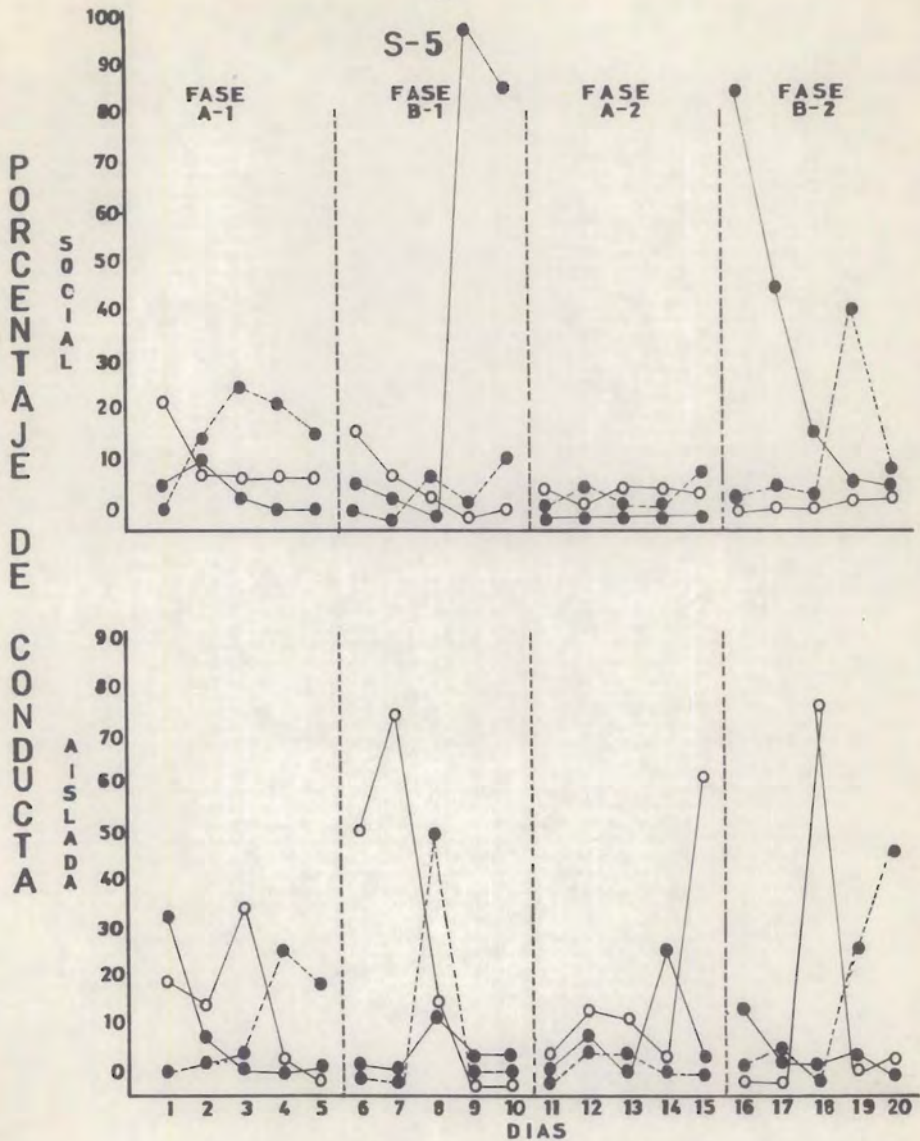 PORCENTAJE DE CONDUCTA
SOCIAL
100
90
80
70
60
50
40
30
20
10
0
S-5
FASE
A-1
FASE
B-1
FASE
A-2
FASE
B-2
AISLADA
90
80
70
60
50
40
30
20
10
0
1 2 3 4 5 6 7 8 9 10 11 12 13 14 15 16 17 18 19 20
DIAS